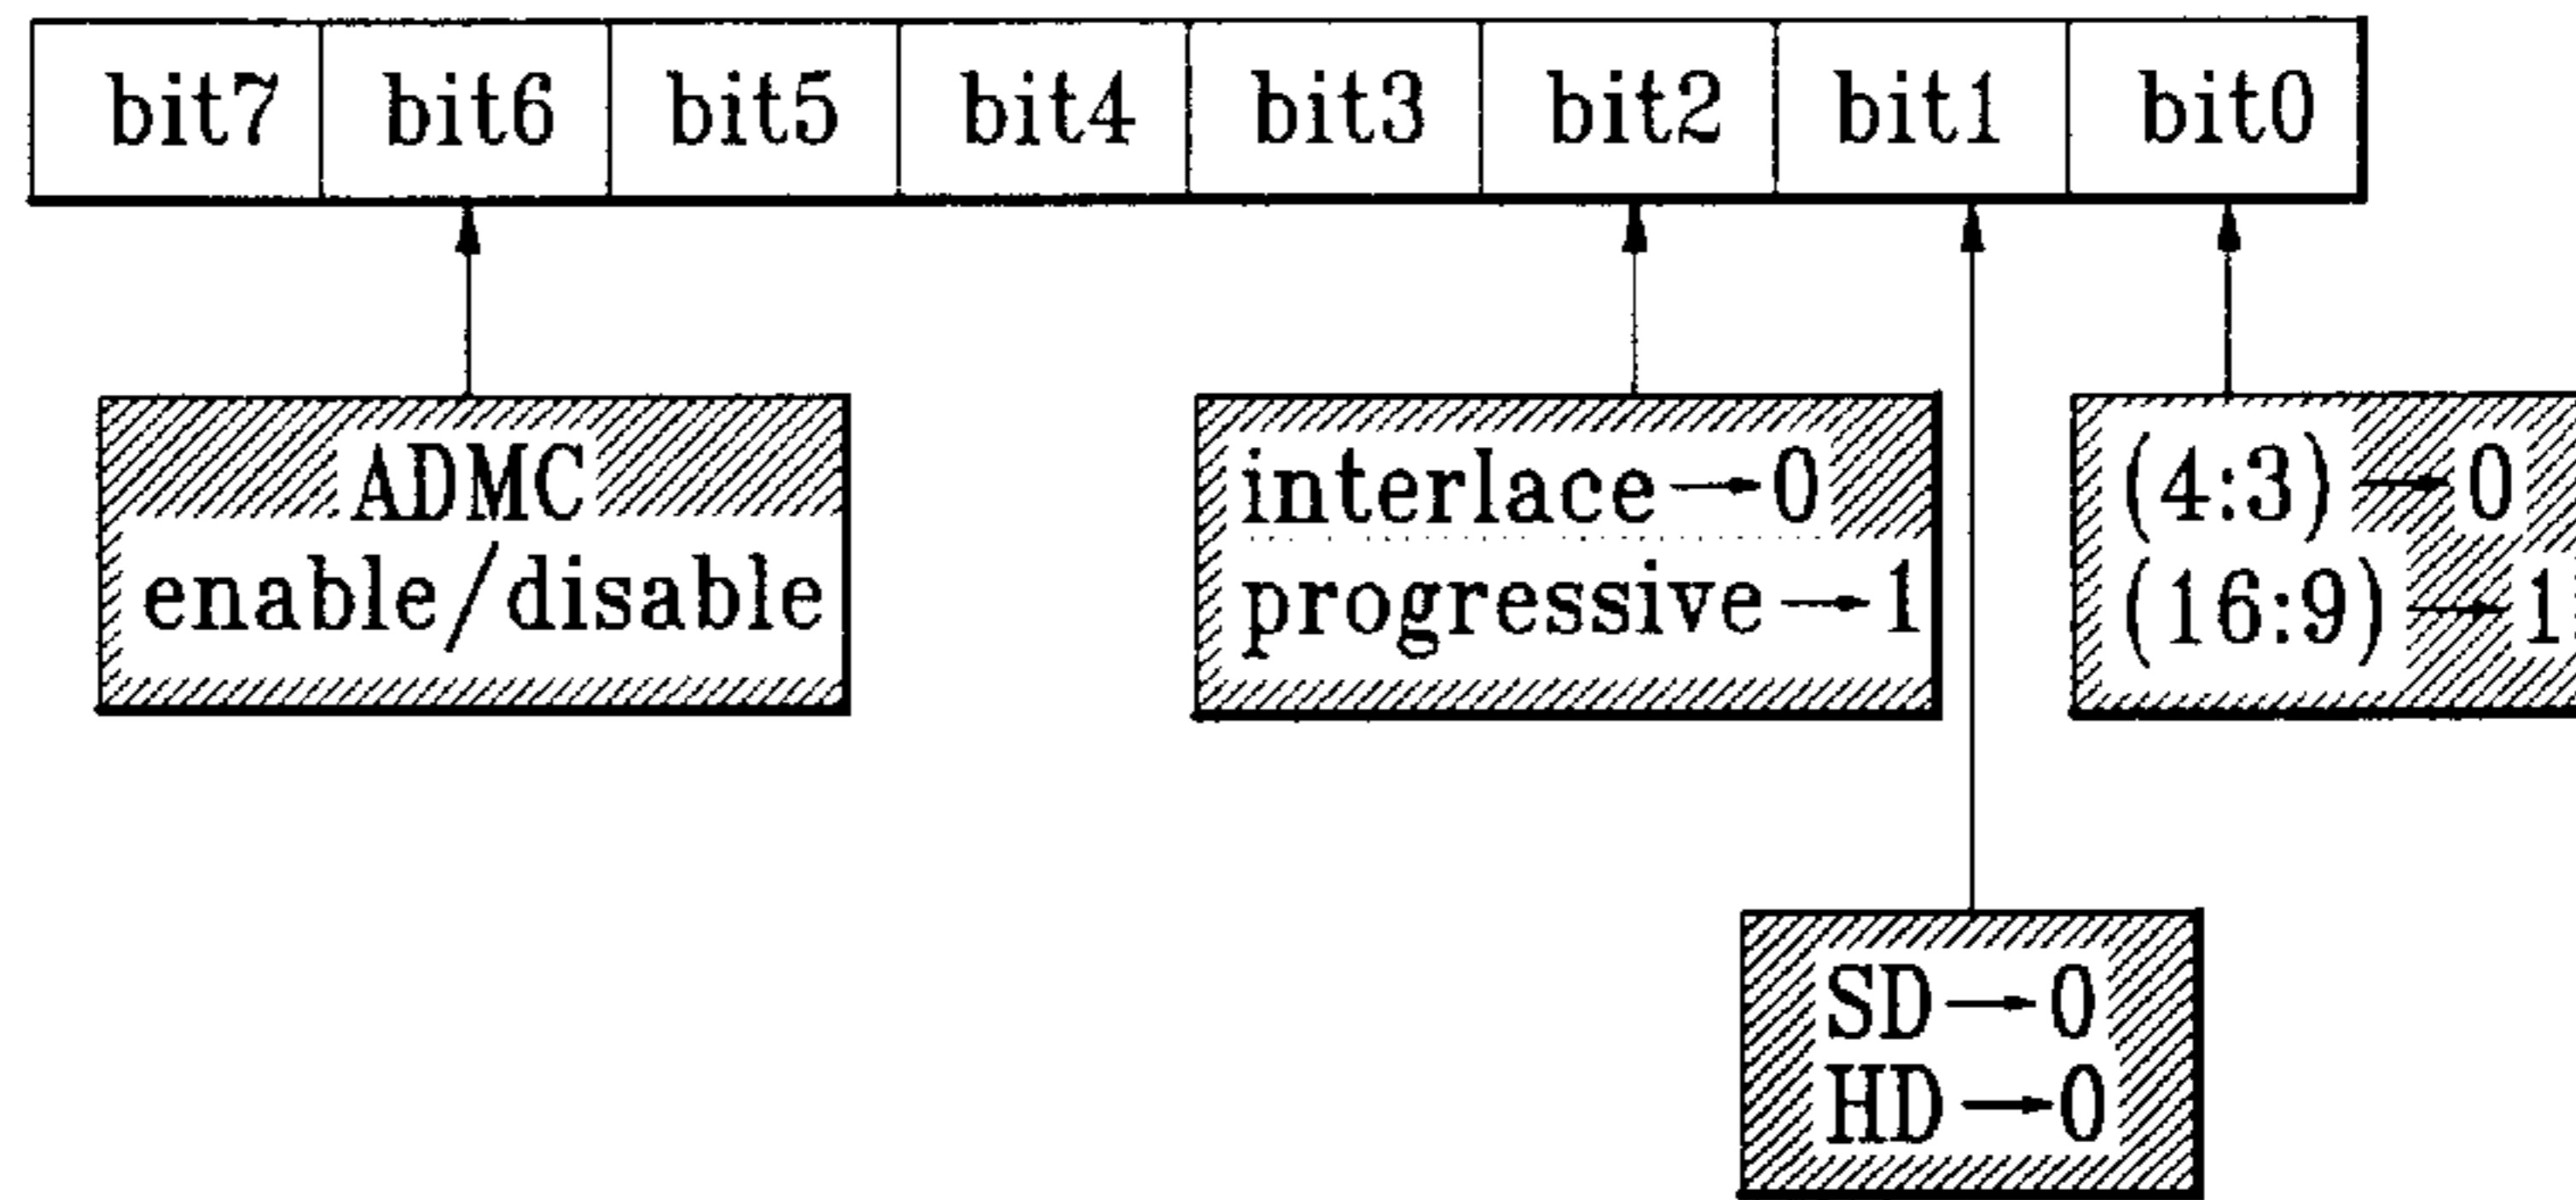 bit7 bit6 bit5 bit4 bit3 bit2 bit1 bit0
ADMC
enable/disable
interlace→0
progressive→1
(4:3)→0
(16:9)→1
SD→0
HD→0